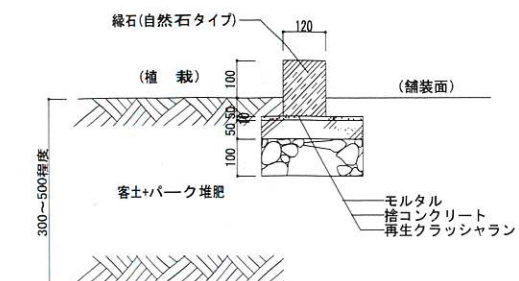 縁石(自然石タイプ)
120
(植 栽)
(舗装面)
100
50
50
100
300～500程度
客土+バーク堆肥
モルタル
捨コンクリート
再生クラッシャラン